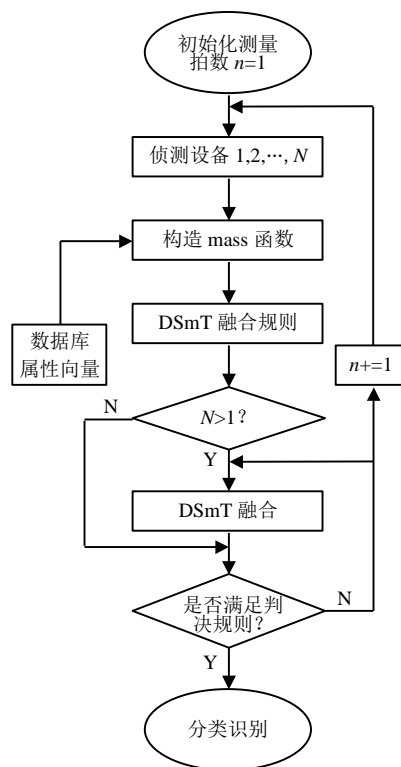 初始化测量
拍数 n=1
侦测设备 1,2,···, N
构造 mass 函数
DSmT 融合规则
数据库
属性向量
n+=1
N
N>1？
Y
DSmT 融合
是否满足判
决规则？
N
Y
分类识别